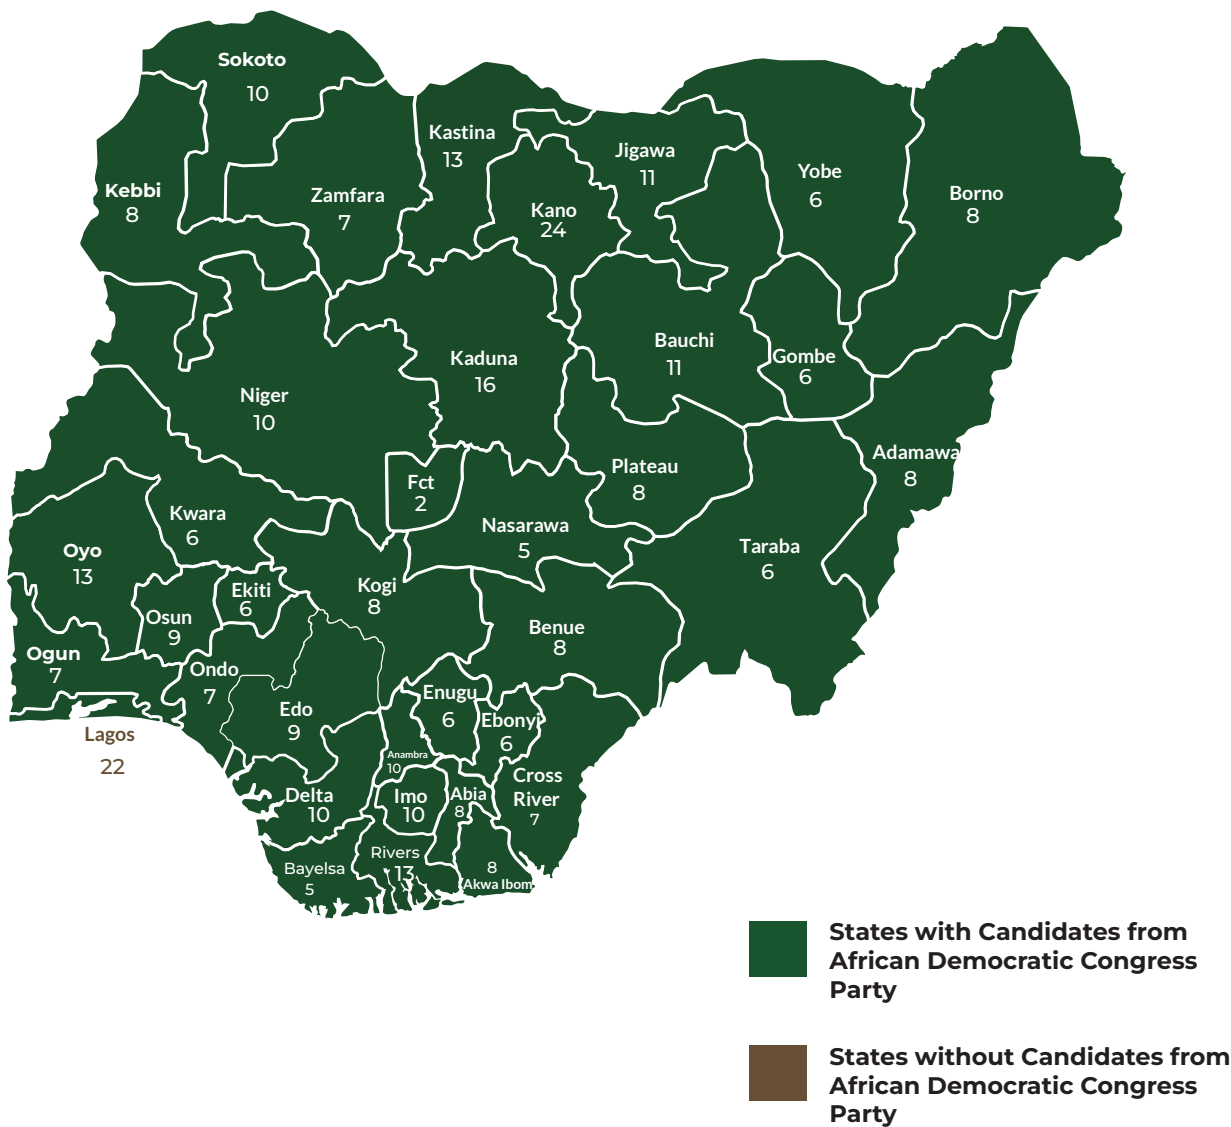 Sokoto
10
Kastina
13
Jigawa
11
Yobe
6
Borno
8
Kebbi
8
Zamfara
7
Kano
24
Bauchi
11
Gombe
6
Kaduna
16
Niger
10
Adamawa
8
Plateau
8
Fct
2
Kwara
6
Nasarawa
5
Taraba
6
Oyo
13
Kogi
8
Ekiti
6
Osun
9
Benue
8
Ogun
7
Ondo
7
Edo
9
Enugu
6
Ebonyi
6
Lagos
22
Anambra
10
Cross
River
7
Delta
10
Imo
10
Abia
8
Rivers
13
Bayelsa
5
8
Akwa Ibom
States with Candidates from
African Democratic Congress
Party
States without Candidates from
African Democratic Congress
Party